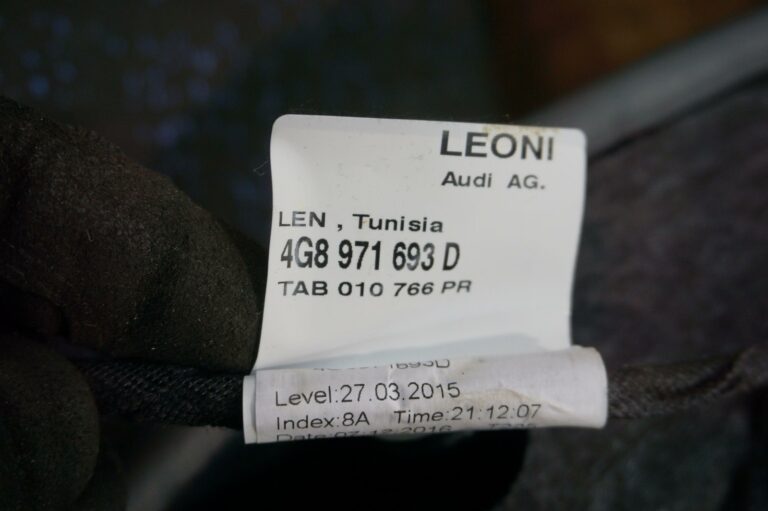 LEONI
Audi AG.
LEN , Tunisia
4G8 971 693 D
TAB 010 766 PR
Level:27.03.2015
Index:8A Time:21:12:07